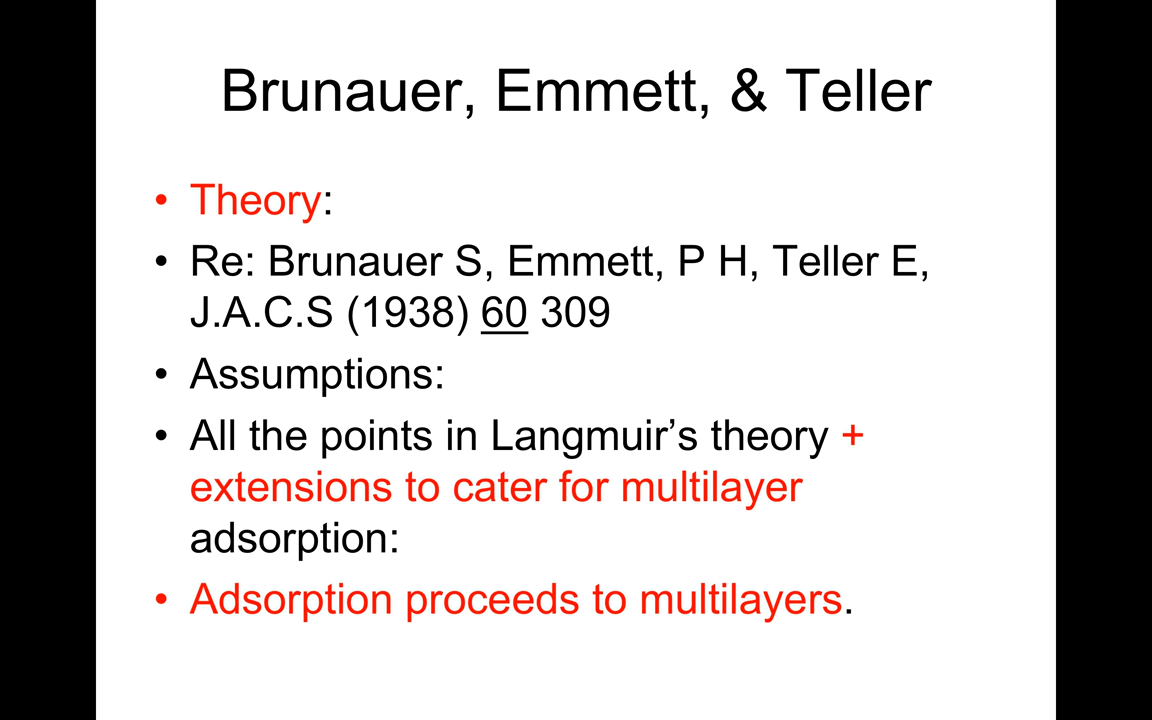 Brunauer, Emmett, & Teller
• Theory:
• Re: Brunauer S, Emmett, P H, Teller E,
J.A.C.S (1938) 60 309
• Assumptions:
• All the points in Langmuir’s theory +
extensions to cater for multilayer
adsorption:
• Adsorption proceeds to multilayers.